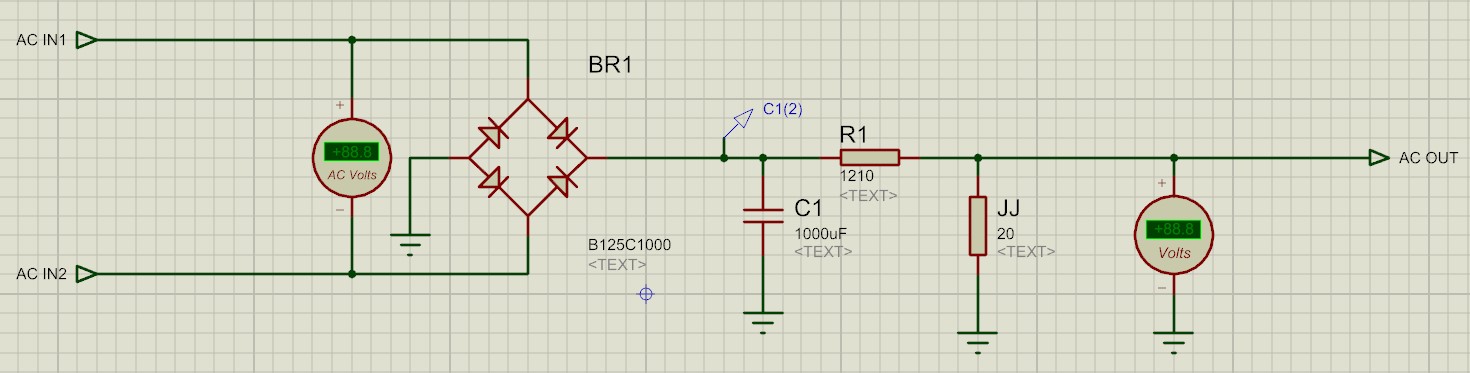 AC IN1
BR1
C1(2)
R1
AC OUT
+
+88.8
AC Volts
1210
<TEXT>
+
−
C1
1000uF
<TEXT>
JJ
20
<TEXT>
+88.8
Volts
B125C1000
<TEXT>
AC IN2
−